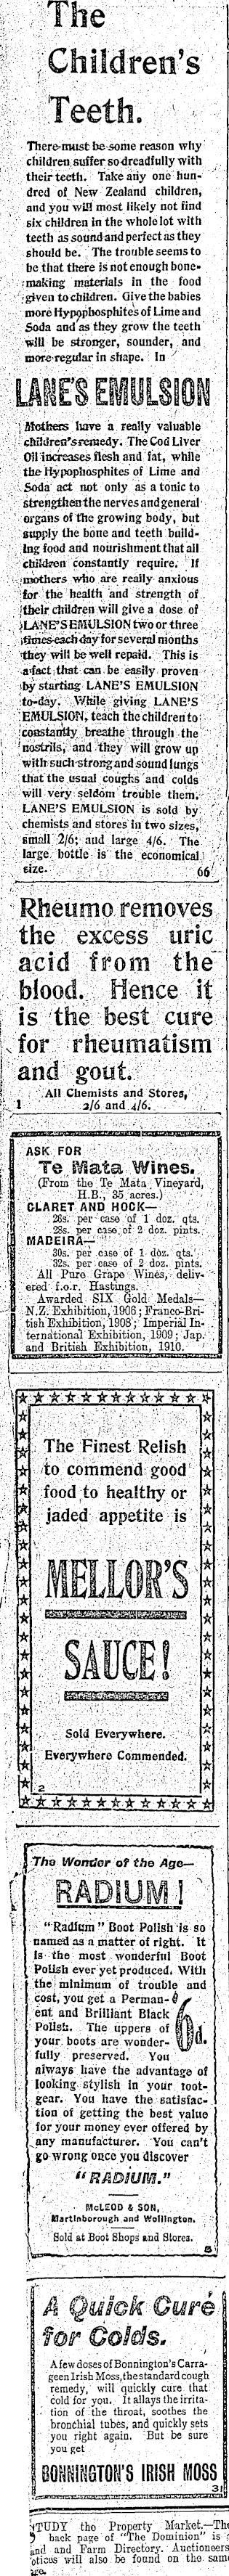 The
Children's
Teeth.
There must be some reason why
children suffer so dreadfully with
their teeth. Take any one hun-
dred of New Zealand children,
and you will most likely not find
six children in the whole lot with
teeth as sound and perfect as they
should be. The trouble seems to
be that there is not enough bone-
making materials in the food
given to children. Give the babies
more Hypophosphites of Lime and
Soda and as they grow the teeth
will be stronger, sounder, and
more regular in shape. In
LANE'S EMULSION
Mothers have a really valuable
children's remedy. The Cod Liver
Oil increases flesh and fat, while
the Hypophosphites of Lime and
Soda act not only as a tonic to
strengthen the nerves and general
organs of the growing body, but
supply the bone and teeth build-
ing food and nourishment that all
children constantly require. If
mothers who are really anxious
for the health and strength of
their children will give a dose of
LANE'S EMULSION two or three
times each day for several months
they will be well repaid. This is
a fact that can be easily proven
by starting LANE'S EMULSION
to-day. While giving LANE'S
EMULSION, teach the children to
constantly breathe through the
nostrils, and they will grow up
with such strong and sound lungs
that the usual coughs and colds
will very seldom trouble them.
LANE'S EMULSION is sold by
chemists and stores in two sizes,
small 2/6; and large 4/6. The
large bottle is the economical
size. 66
Rheumo removes
the excess uric
acid from the
blood. Hence it
is the best cure
for rheumatism
and gout.
All Chemists and Stores,
1 2/6 and 4/6.
ASK FOR
Te Mata Wines.
(From the Te Mata Vineyard,
H.B., 35 acres.)
CLARET AND HOCK—
28s. per case of 1 doz. qts.
28s. per case of 2 doz. pints.
MADEIRA—
30s. per case of 1 doz. qts.
32s. per case of 2 doz. pints.
All Pure Grape Wines, deliv-
ered f.o.r. Hastings.
Awarded SIX Gold Medals—
N.Z. Exhibition, 1906; Franco-Bri-
tish Exhibition, 1908; Imperial In-
ternational Exhibition, 1909; Jap.
and British Exhibition, 1910.
The Finest Relish
to commend good
food to healthy or
jaded appetite is
MELLOR'S
SAUCE!
Sold Everywhere.
Everywhere Commended.
2
The Wonder of the Age—
RADIUM!
"Radium" Boot Polish is so
named as a matter of right. It
is the most wonderful Boot
Polish ever yet produced. With
the minimum of trouble and
cost, you get a Perman-
ent and Brilliant Black
Polish. The uppers of
your boots are wonder-
fully preserved. You
6d.
always have the advantage of
looking stylish in your foot-
gear. You have the satisfac-
tion of getting the best value
for your money ever offered by
any manufacturer. You can't
go wrong once you discover
"RADIUM."
McLEOD & SON,
Martinborough and Wellington.
Sold at Boot Shops and Stores.
5
A Quick Cure
for Colds.
A few doses of Bonnington's Carra-
geen Irish Moss, the standard cough
remedy, will quickly cure that
cold for you. It allays the irrita-
tion of the throat, soothes the
bronchial tubes, and quickly sets
you right again. But be sure
you get
BONNINGTON'S IRISH MOSS
31
STUDY the Property Market.—The
back page of "The Dominion" is
and and Farm Directory. Auctioneers
otices will also be found on the same